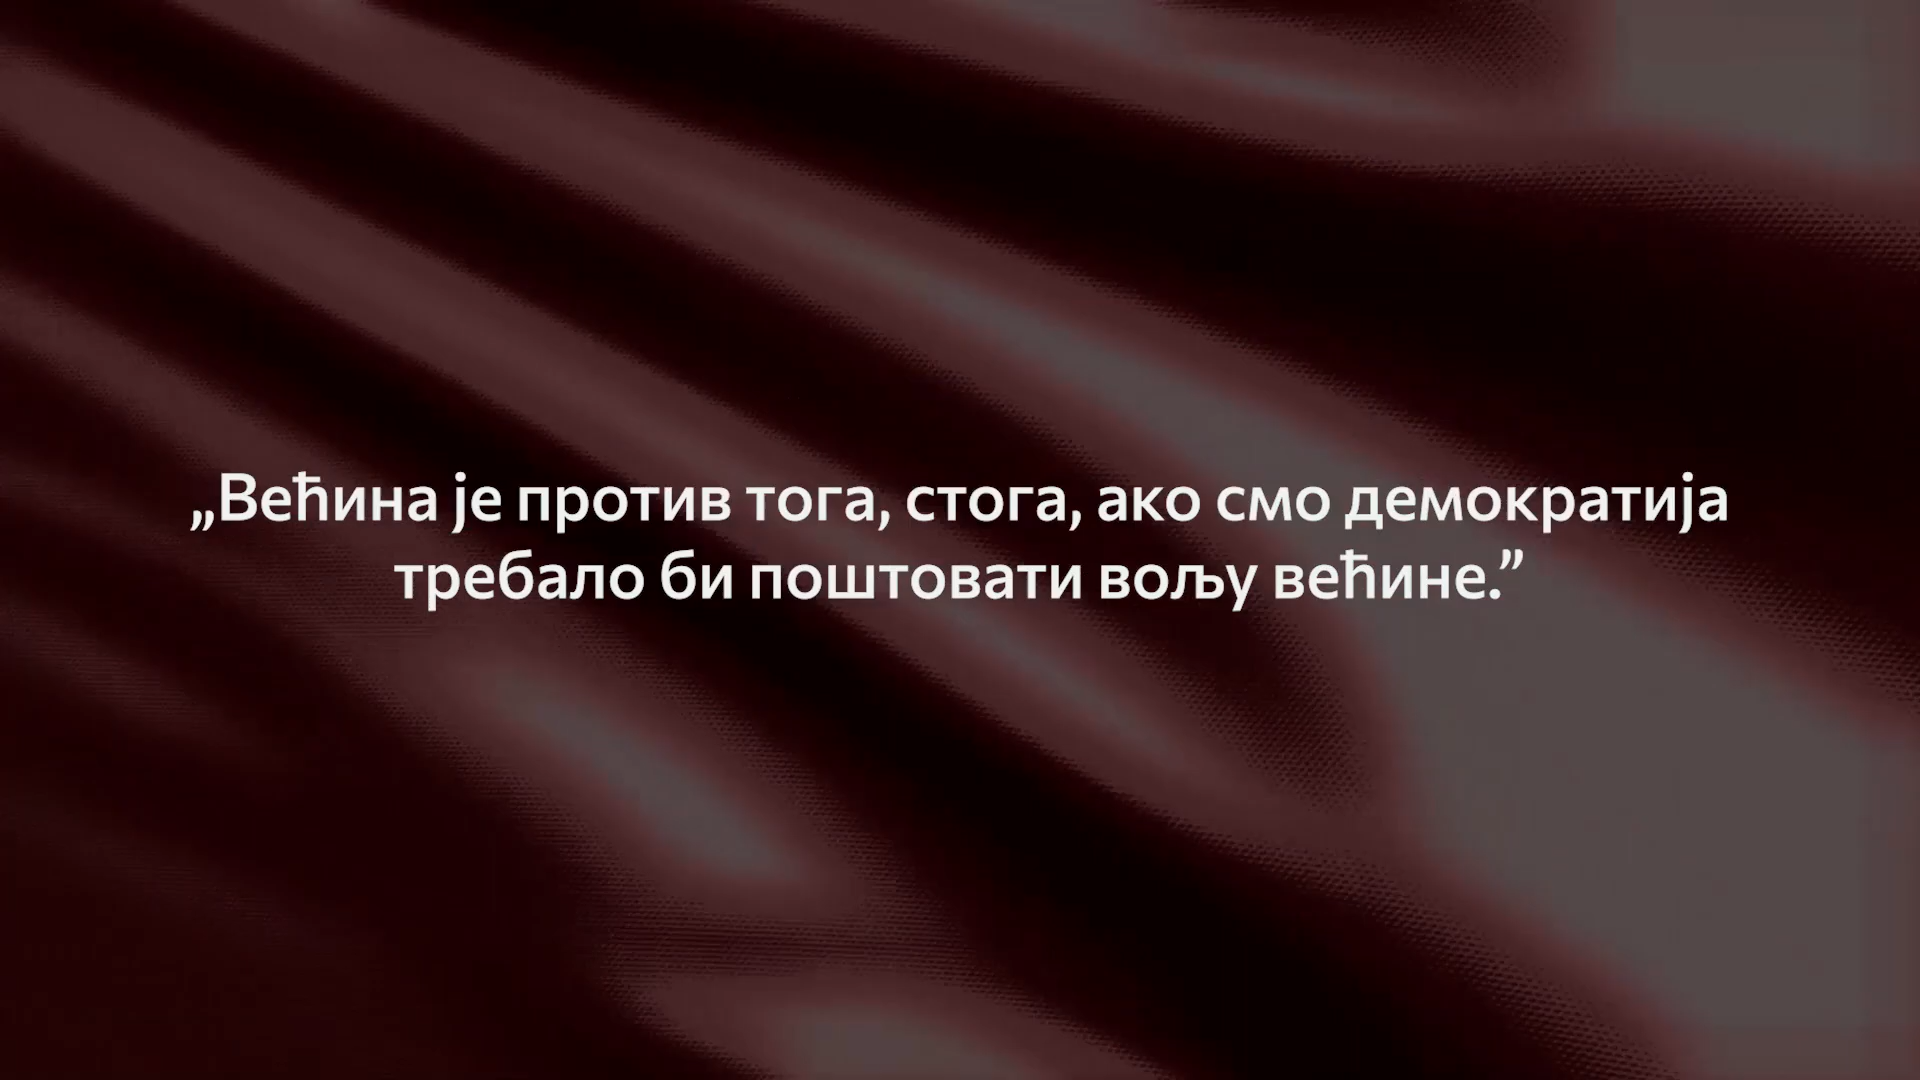 „Већина је против тога, стога, ако смо демократија
требало би поштовати вољу већине.”